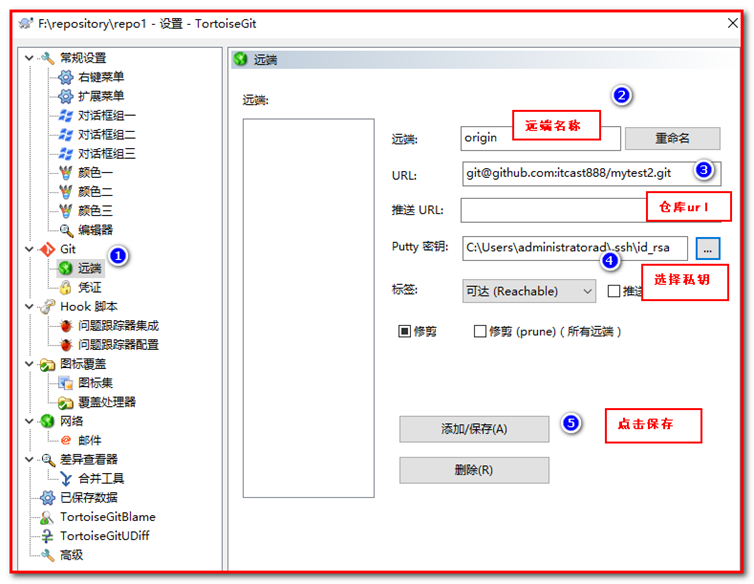 F:\repository\repo1 - 设置 - TortoiseGit
常规设置
右键菜单
扩展菜单
对话框组一
对话框组二
对话框组三
颜色一
颜色二
颜色三
编辑器
Git
远端
1
凭证
Hook 脚本
问题跟踪器集成
问题跟踪器配置
图标覆盖
图标集
覆盖处理器
网络
邮件
差异查看器
合并工具
已保存数据
TortoiseGitBlame
TortoiseGitUDiff
高级
远端
远端:
2
远端: origin 远端名称 重命名
URL: git@github.com:itcast888/mytest2.git 3
推送 URL: 仓库url
Putty 密钥: C:\Users\administratorad\.ssh\id_rsa ...
4
选择私钥
标签: 可达 (Reachable) 推送
修剪 修剪 (prune) ( 所有远端 )
添加/保存(A) 5 点击保存
删除(R)